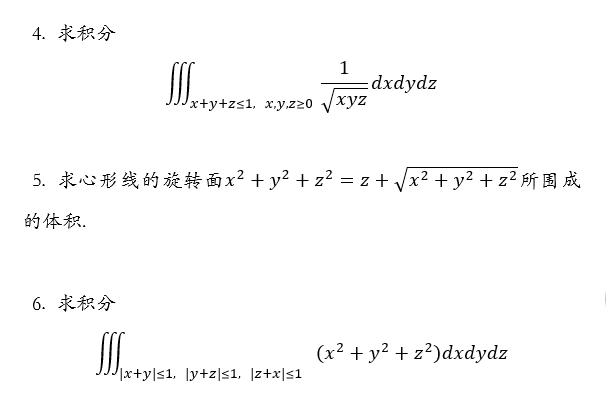 4. 求积分
∭_{x+y+z≤1, x,y,z≥0} 1/√(xyz) dxdydz
5. 求心形线的旋转面x² + y² + z² = z + √(x² + y² + z²)所围成
的体积.
6. 求积分
∭_{|x+y|≤1, |y+z|≤1, |z+x|≤1} (x² + y² + z²)dxdydz